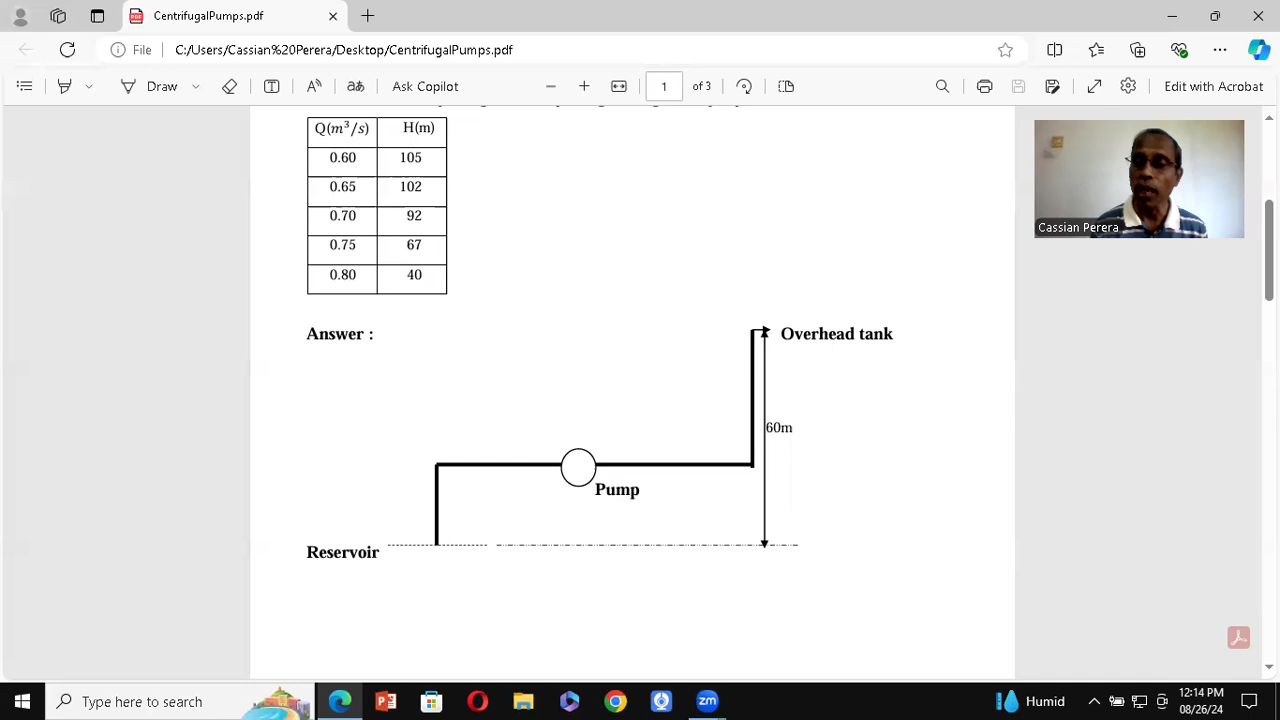 CentrifugalPumps.pdf
File C:/Users/Cassian%20Perera/Desktop/CentrifugalPumps.pdf
Draw Ask Copilot 1 of 3 Edit with Acrobat
Q(m³/s) H(m)
0.60 105
0.65 102
0.70 92
0.75 67
0.80 40
Cassian Perera
Answer :
Overhead tank
60m
Pump
Reservoir
Type here to search
Humid
12:14 PM
08/26/24